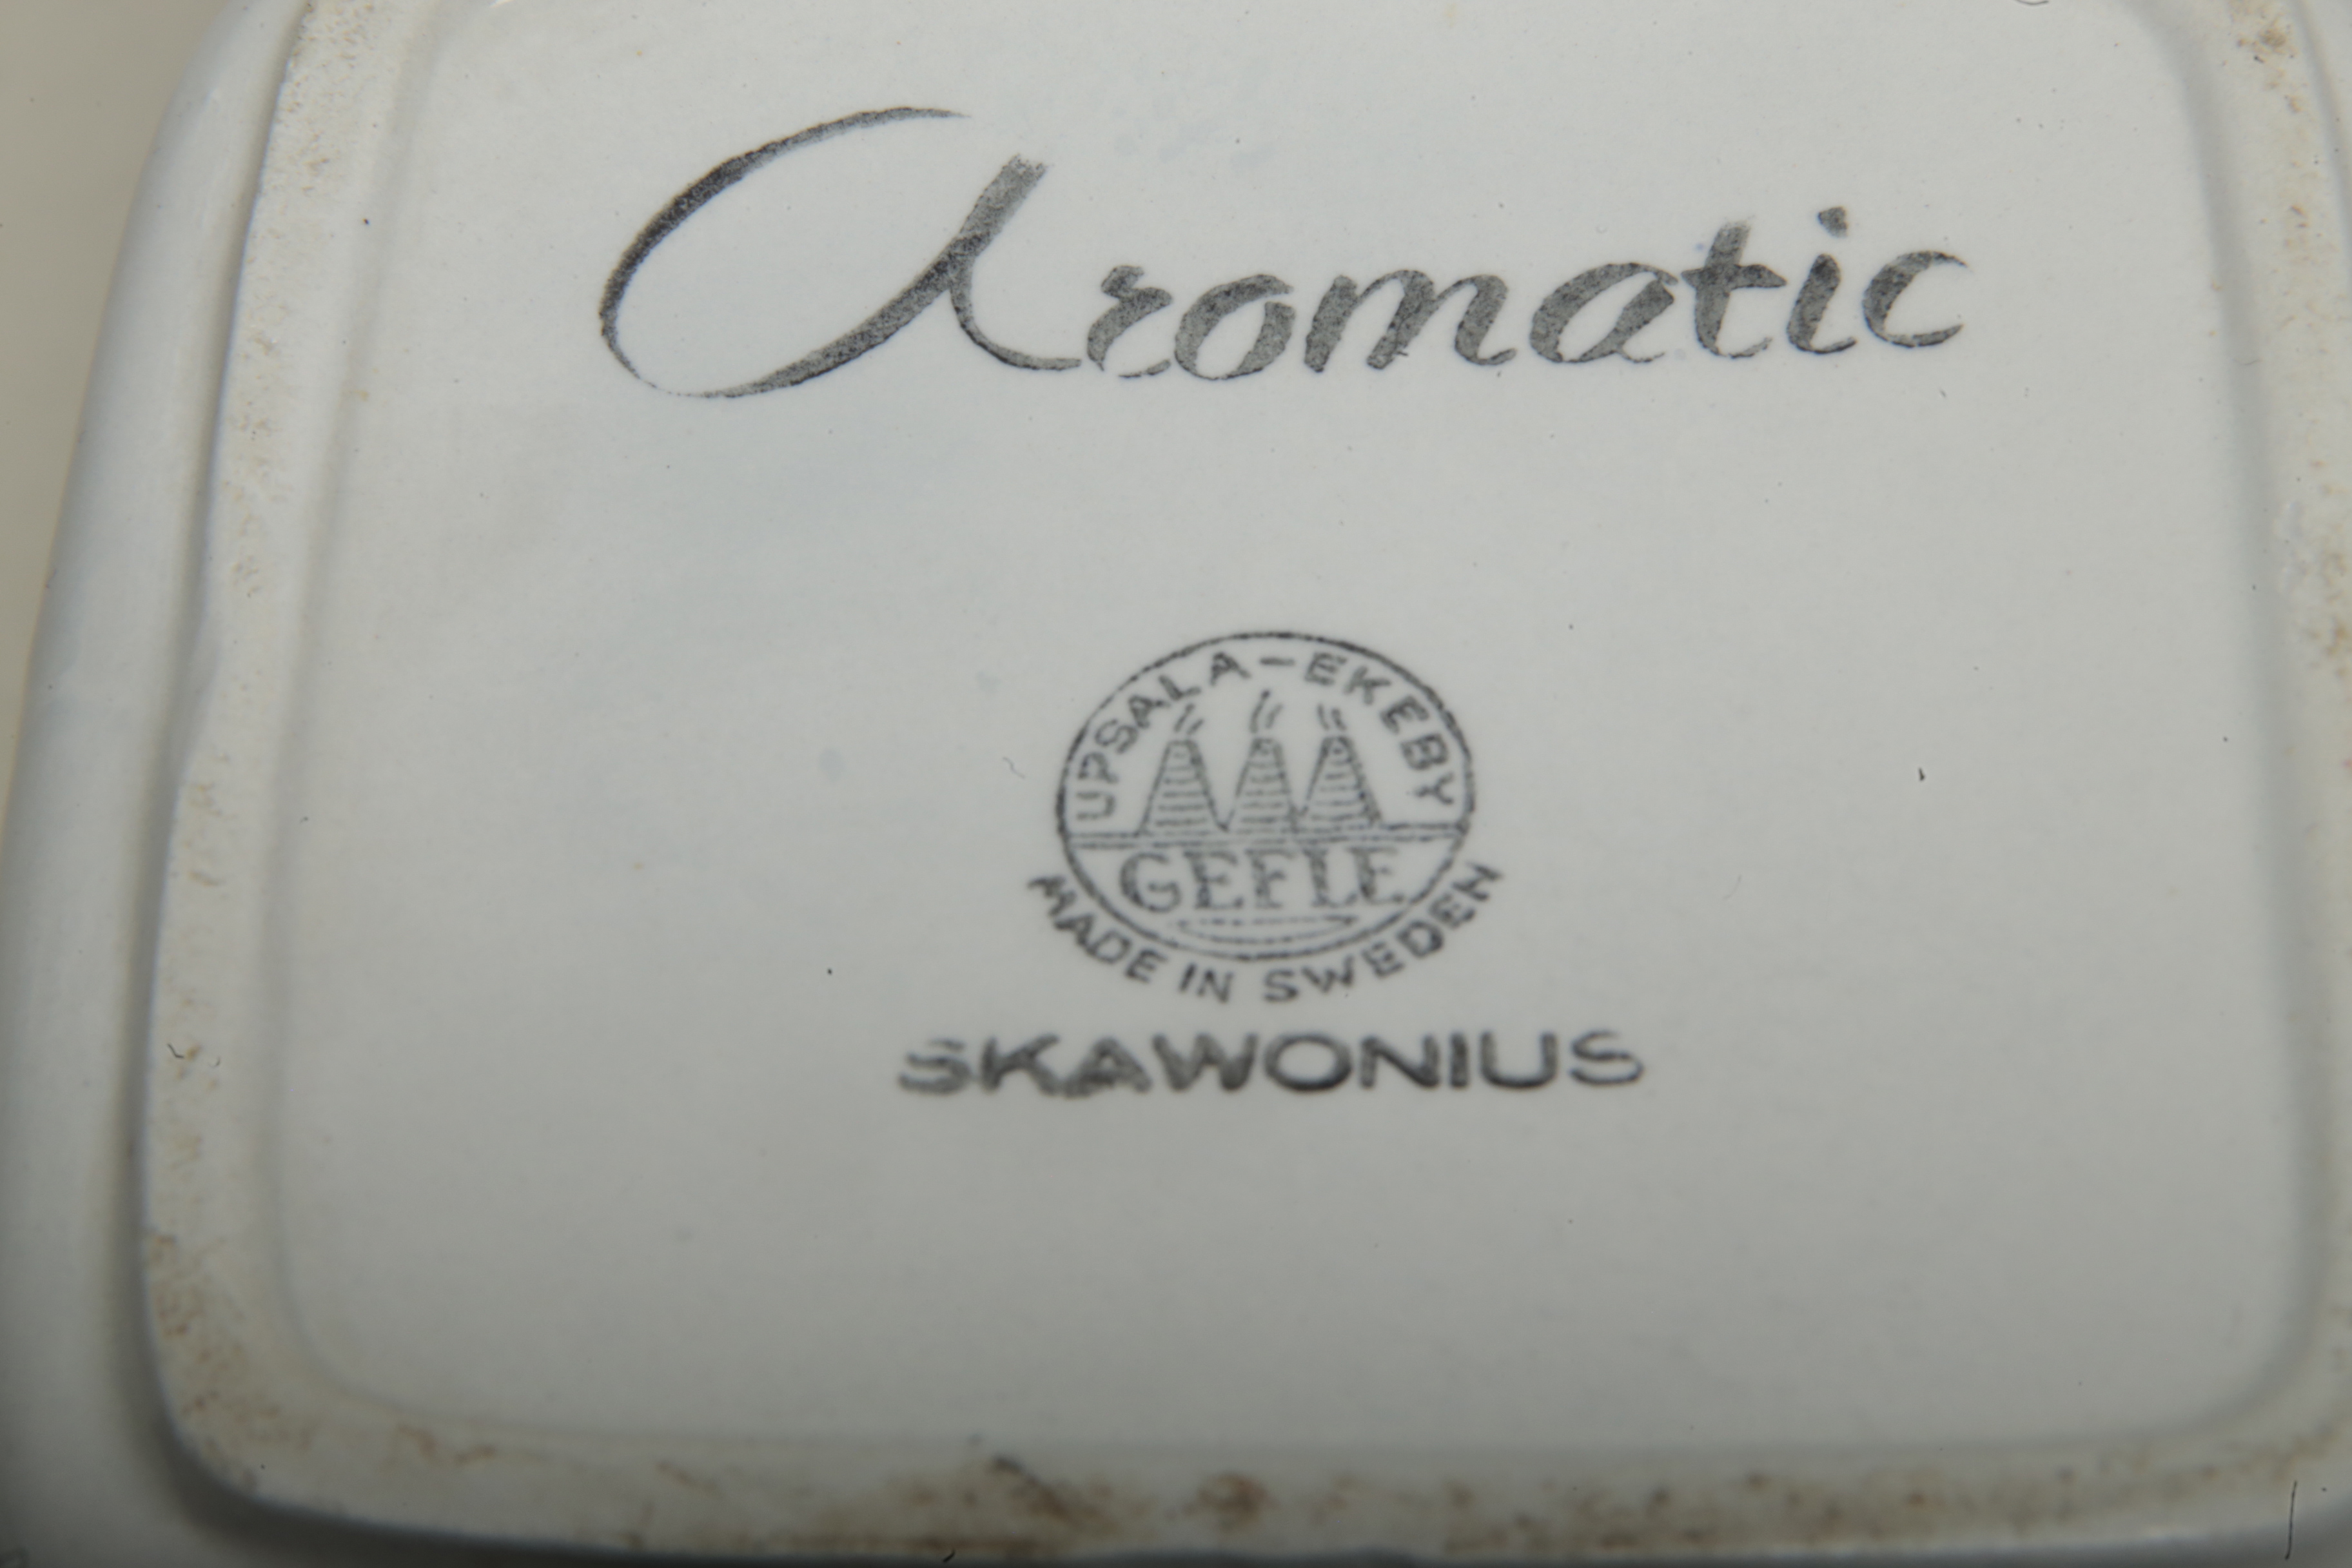 Aromatic
UPSALA-EKEBY
GEFLE
MADE IN SWEDEN
SKAWONIUS